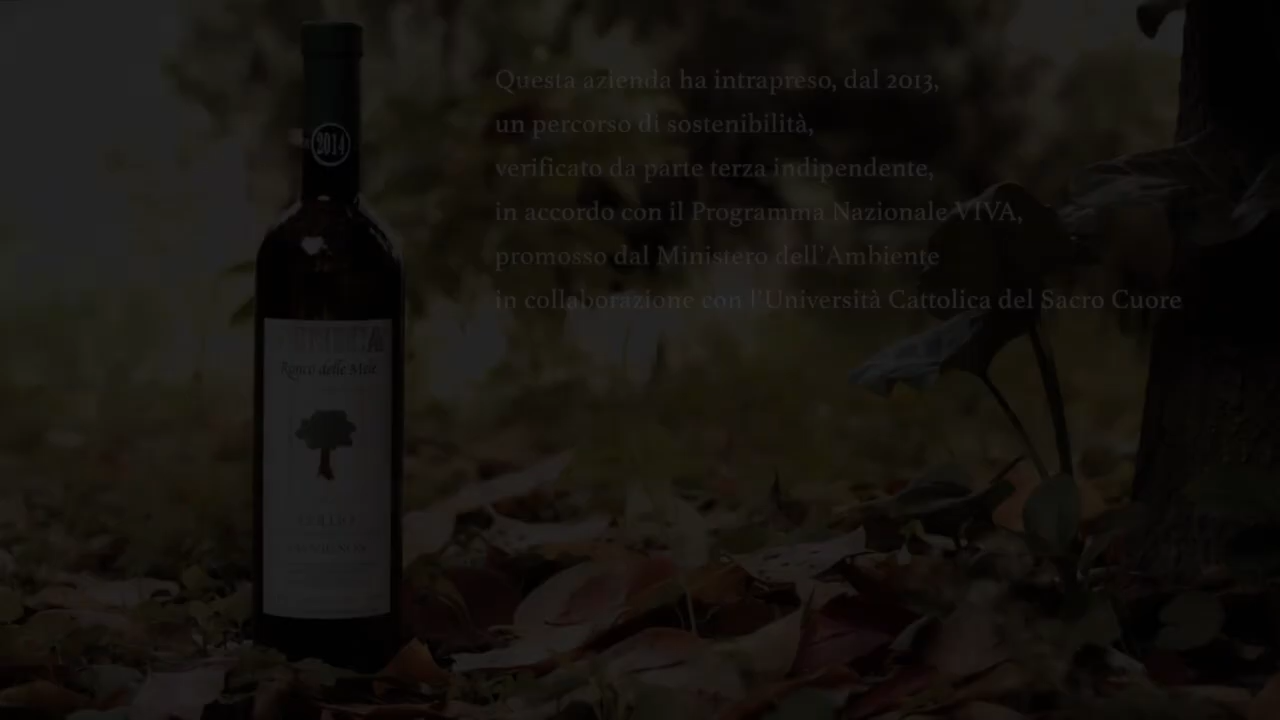 Questa azienda ha intrapreso, dal 2013,
un percorso di sostenibilità,
verificato da parte terza indipendente,
in accordo con il Programma Nazionale VIVA,
promosso dal Ministero dell'Ambiente
in collaborazione con l'Università Cattolica del Sacro Cuore
2014
Ronco delle Mele
COLLIO
SAUVIGNON